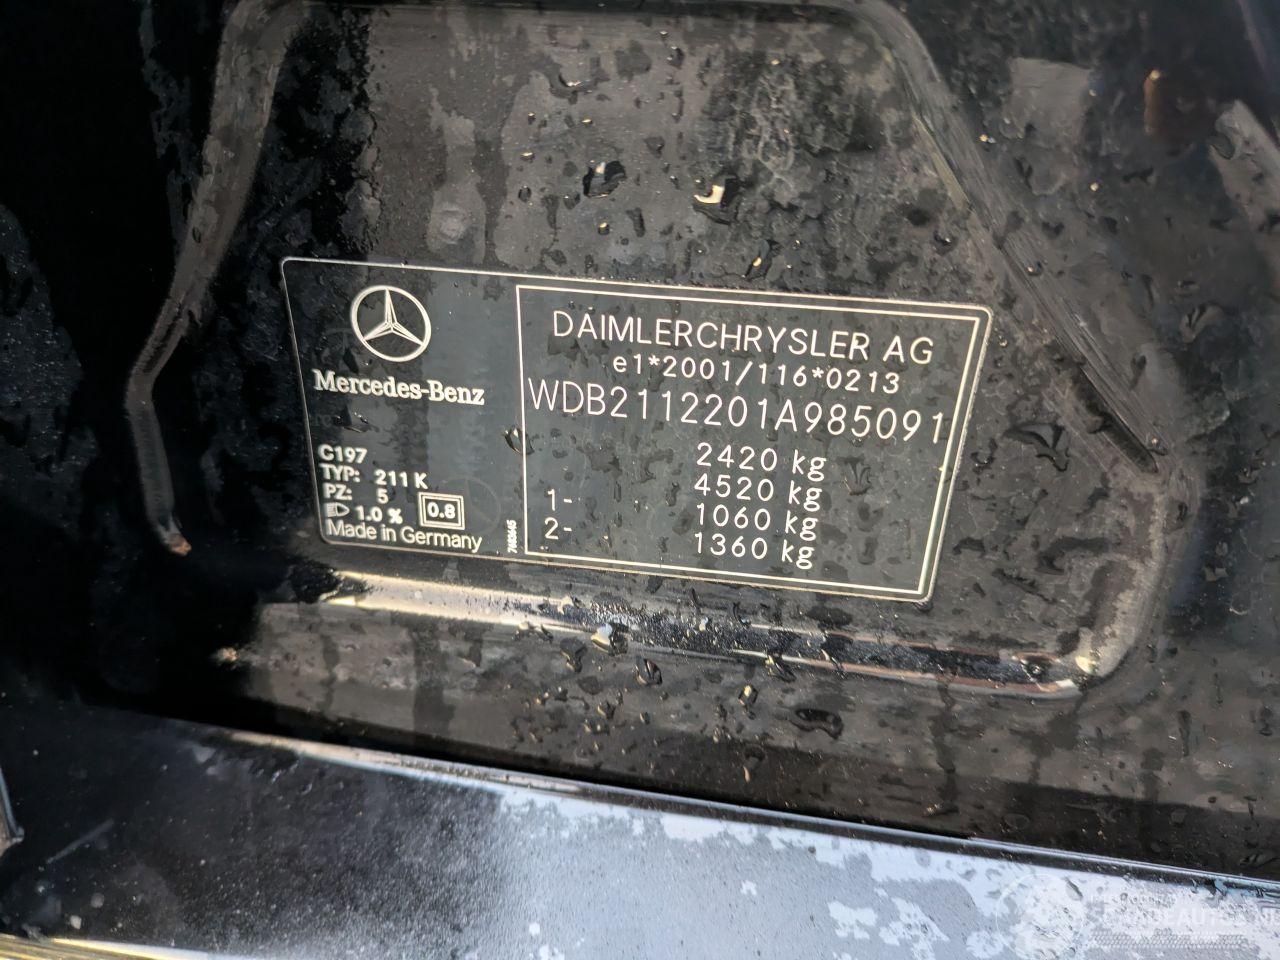 Mercedes-Benz
C197
TYP: 211 K
PZ: 5
1.0 %
0.8
Made in Germany
DAIMLERCHRYSLER AG
e1*2001/116*0213
WDB2112201A985091
2420 kg
4520 kg
1- 1060 kg
2- 1360 kg